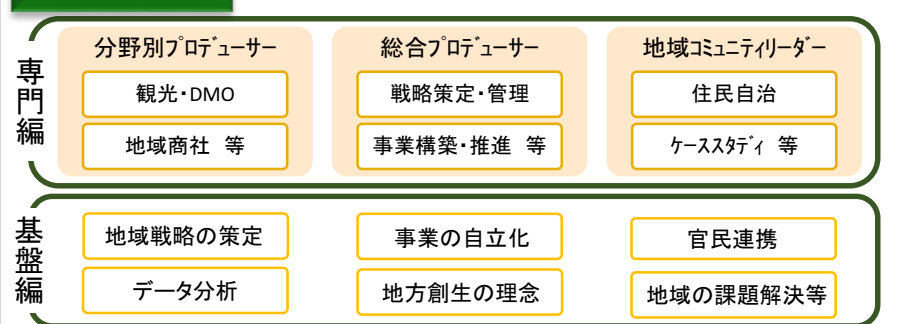 専門編
分野別ﾌﾟﾛﾃﾞｭｰｻｰ
観光・DMO
地域商社 等
総合ﾌﾟﾛﾃﾞｭｰｻｰ
戦略策定・管理
事業構築・推進 等
地域ｺﾐｭﾆﾃｨﾘｰﾀﾞｰ
住民自治
ｹｰｽｽﾀﾃﾞｨ 等
基盤編
地域戦略の策定
事業の自立化
官民連携
データ分析
地方創生の理念
地域の課題解決等